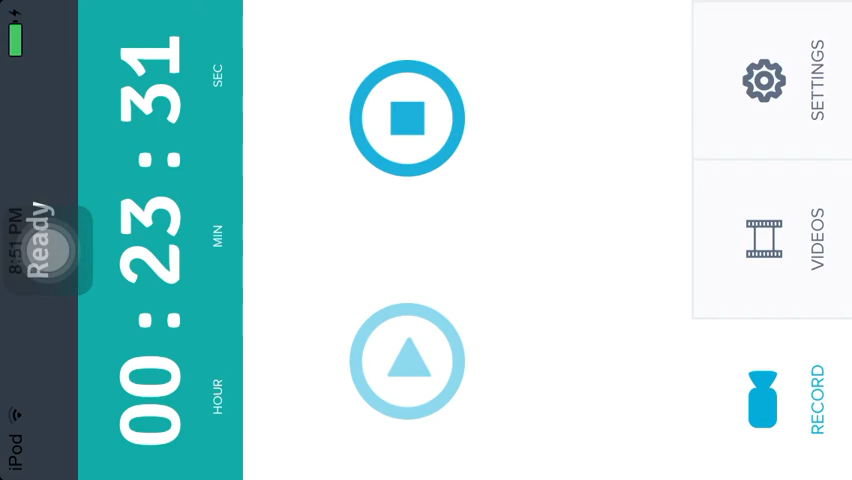 iPod
8:51 PM
Ready
00:23:31
HOUR MIN SEC
RECORD VIDEOS SETTINGS